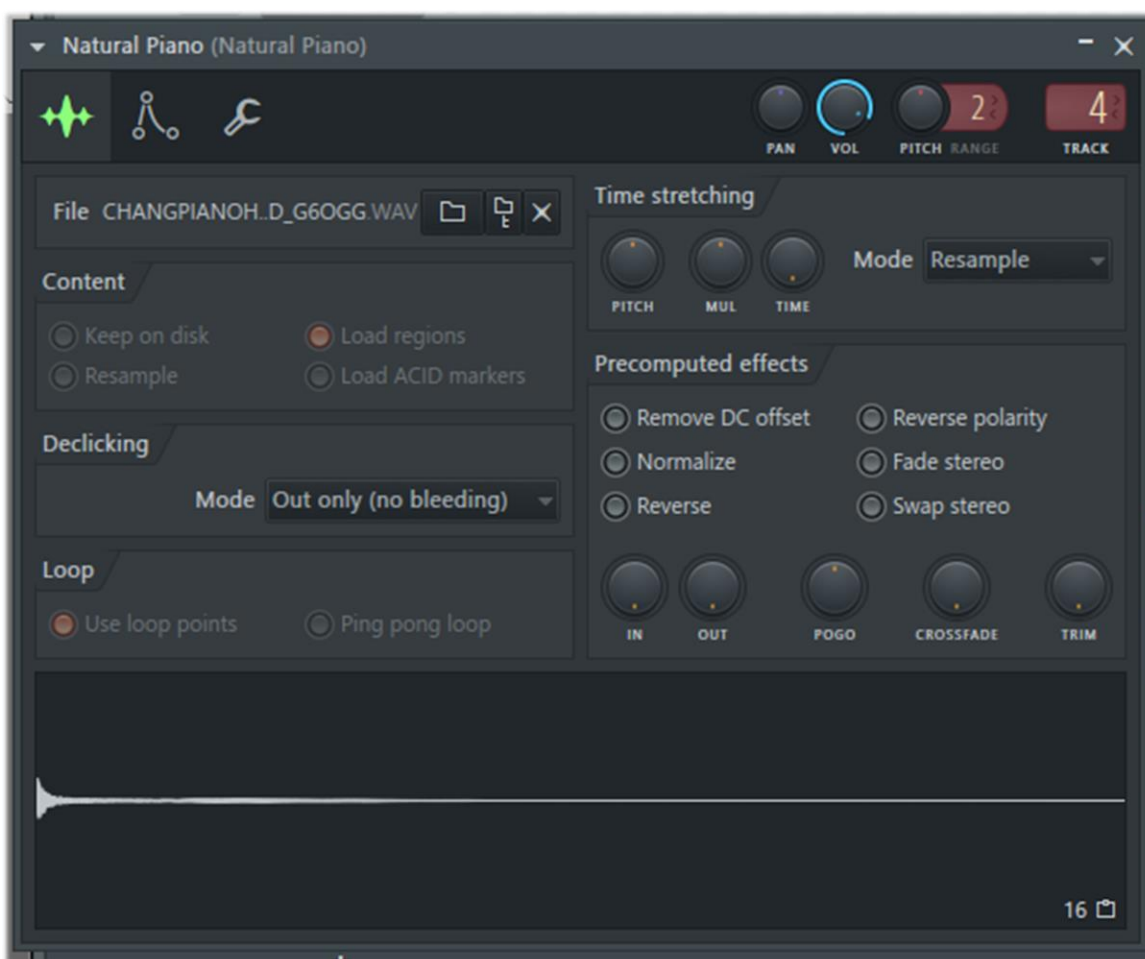 Natural Piano (Natural Piano)
2 4
PAN VOL PITCH RANGE TRACK
File CHANGPIANOH..D_G6OGG.WAV
Content
Keep on disk Load regions
Resample Load ACID markers
Declicking
Mode Out only (no bleeding)
Loop
Use loop points Ping pong loop
Time stretching
Mode Resample
PITCH MUL TIME
Precomputed effects
Remove DC offset Reverse polarity
Normalize Fade stereo
Reverse Swap stereo
IN OUT POGO CROSSFADE TRIM
16